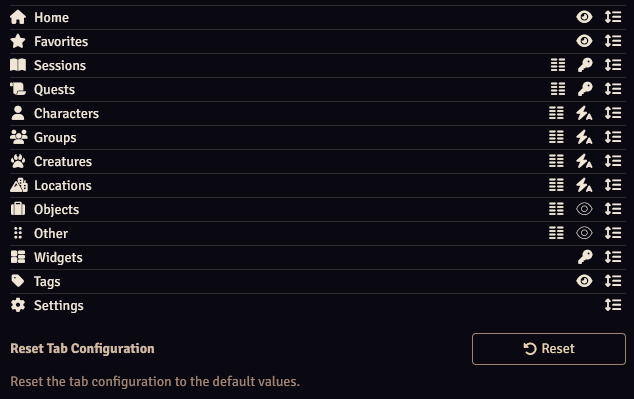 Home
Favorites
Sessions
Quests
Characters
Groups
Creatures
Locations
Objects
Other
Widgets
Tags
Settings
Reset Tab Configuration
Reset
Reset the tab configuration to the default values.